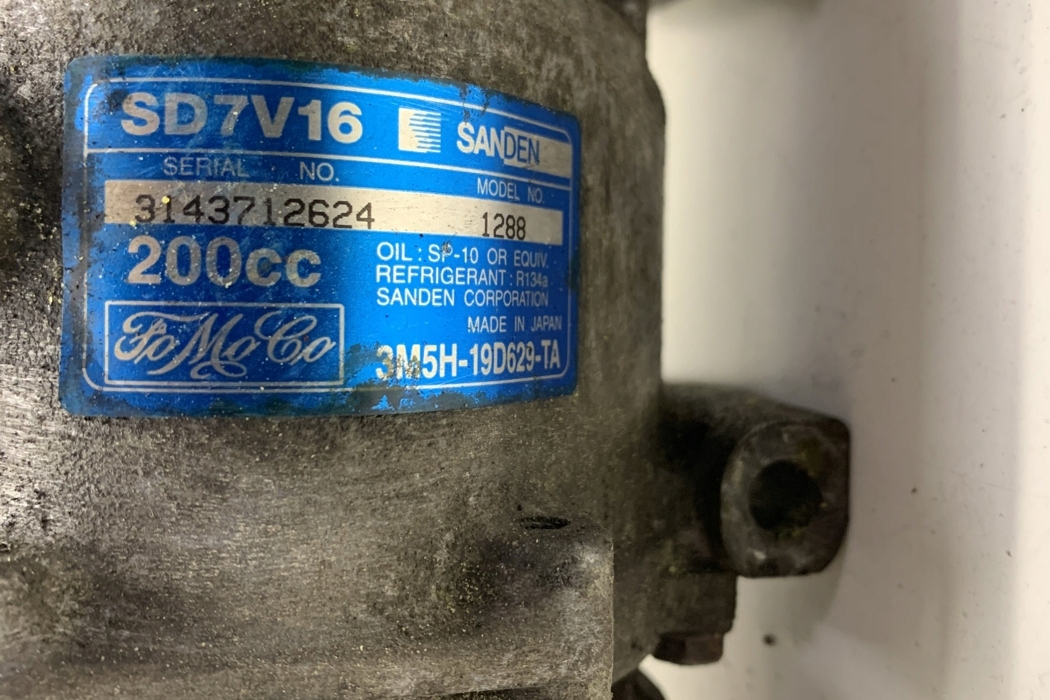 SD7V16 SANDEN
SERIAL NO. MODEL NO.
3143712624 1288
200cc
OIL : SP-10 OR EQUIV.
REFRIGERANT : R134a
SANDEN CORPORATION
MADE IN JAPAN
FoMoCo
3M5H-19D629-TA